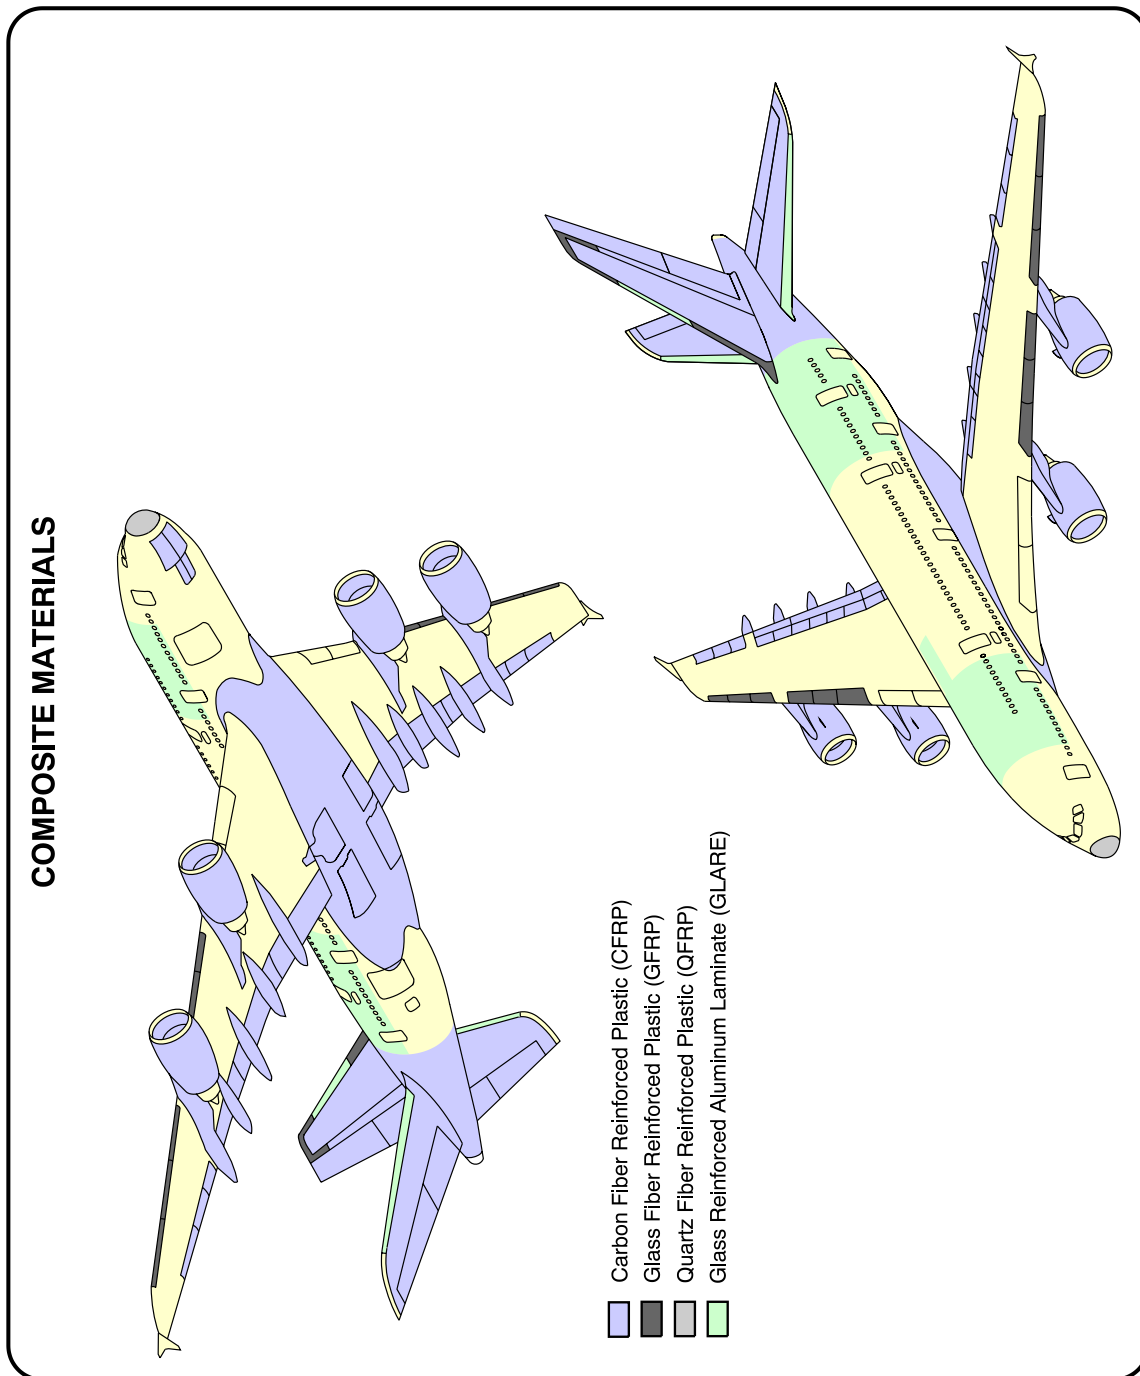 COMPOSITE MATERIALS
Carbon Fiber Reinforced Plastic (CFRP)
Glass Fiber Reinforced Plastic (GFRP)
Quartz Fiber Reinforced Plastic (QFRP)
Glass Reinforced Aluminum Laminate (GLARE)